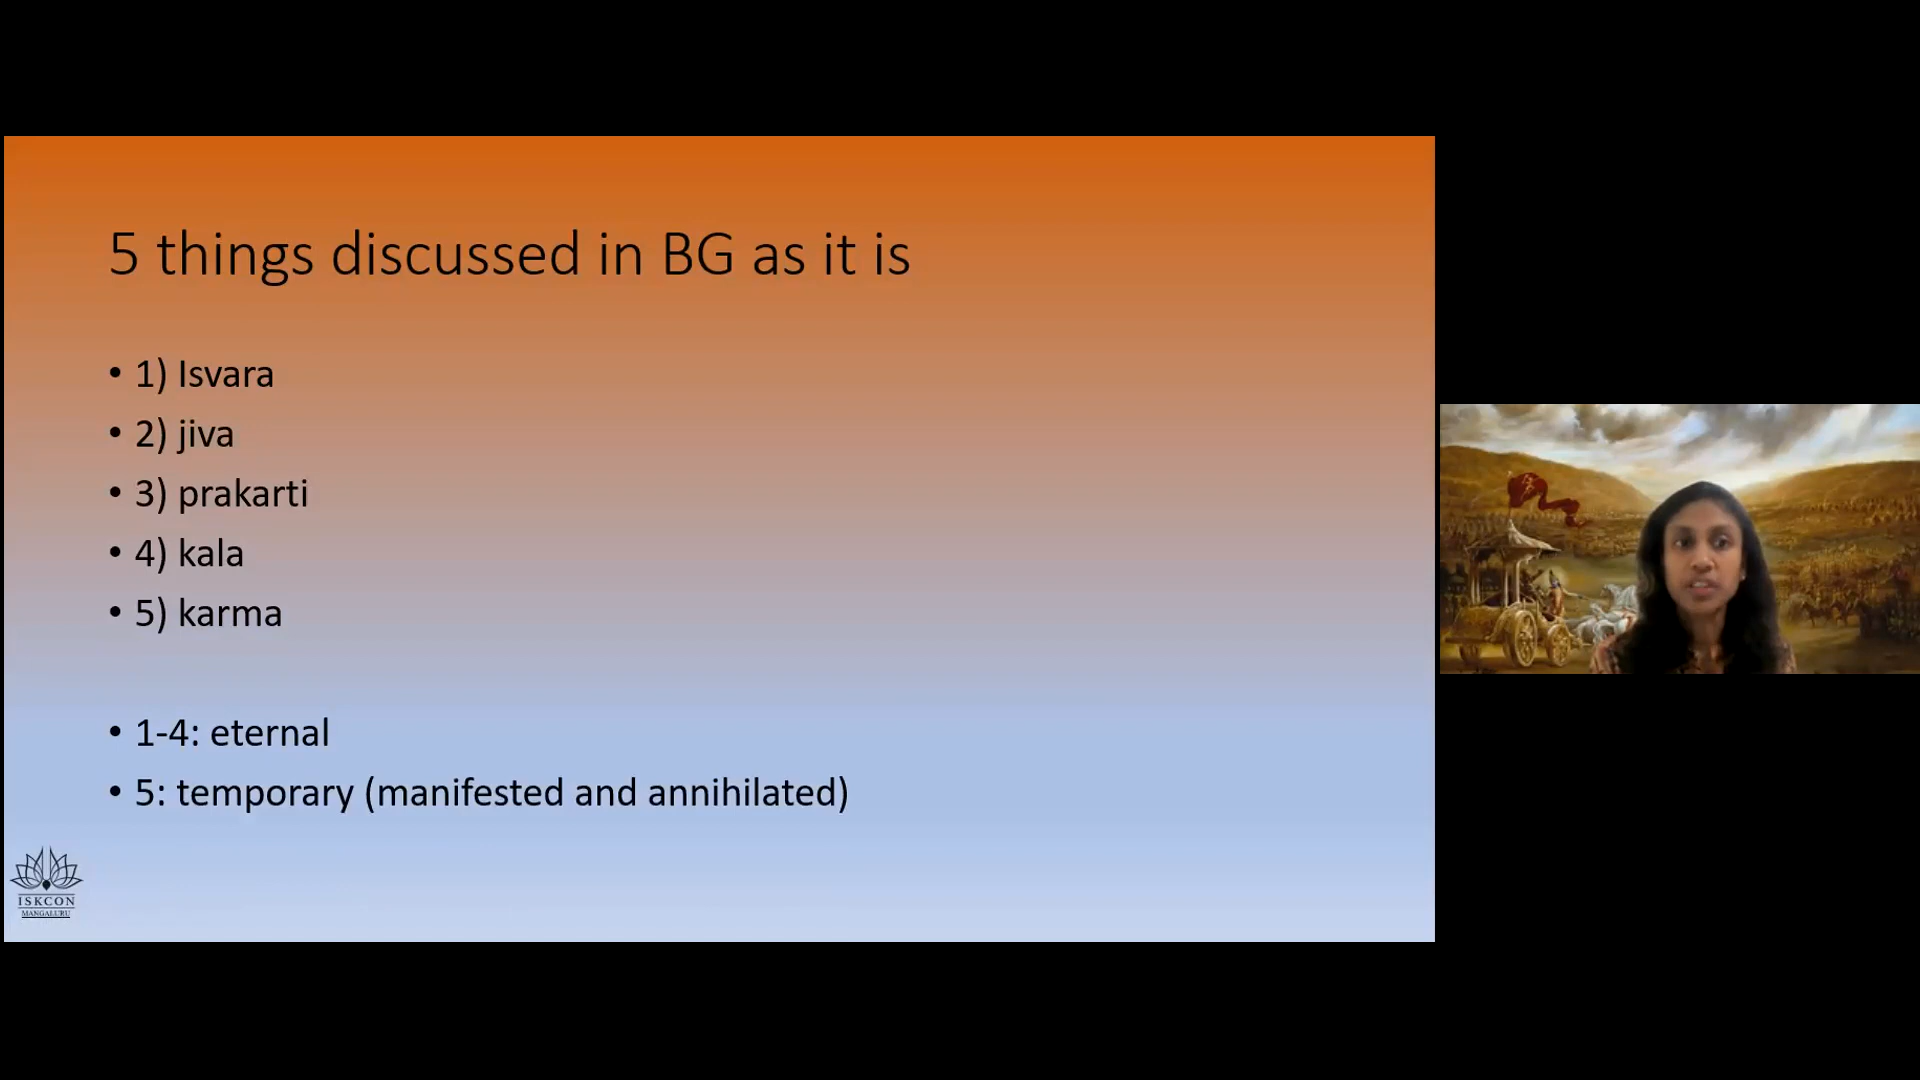 5 things discussed in BG as it is
• 1) Isvara
• 2) jiva
• 3) prakarti
• 4) kala
• 5) karma
• 1-4: eternal
• 5: temporary (manifested and annihilated)
ISKCON
MANGALURU